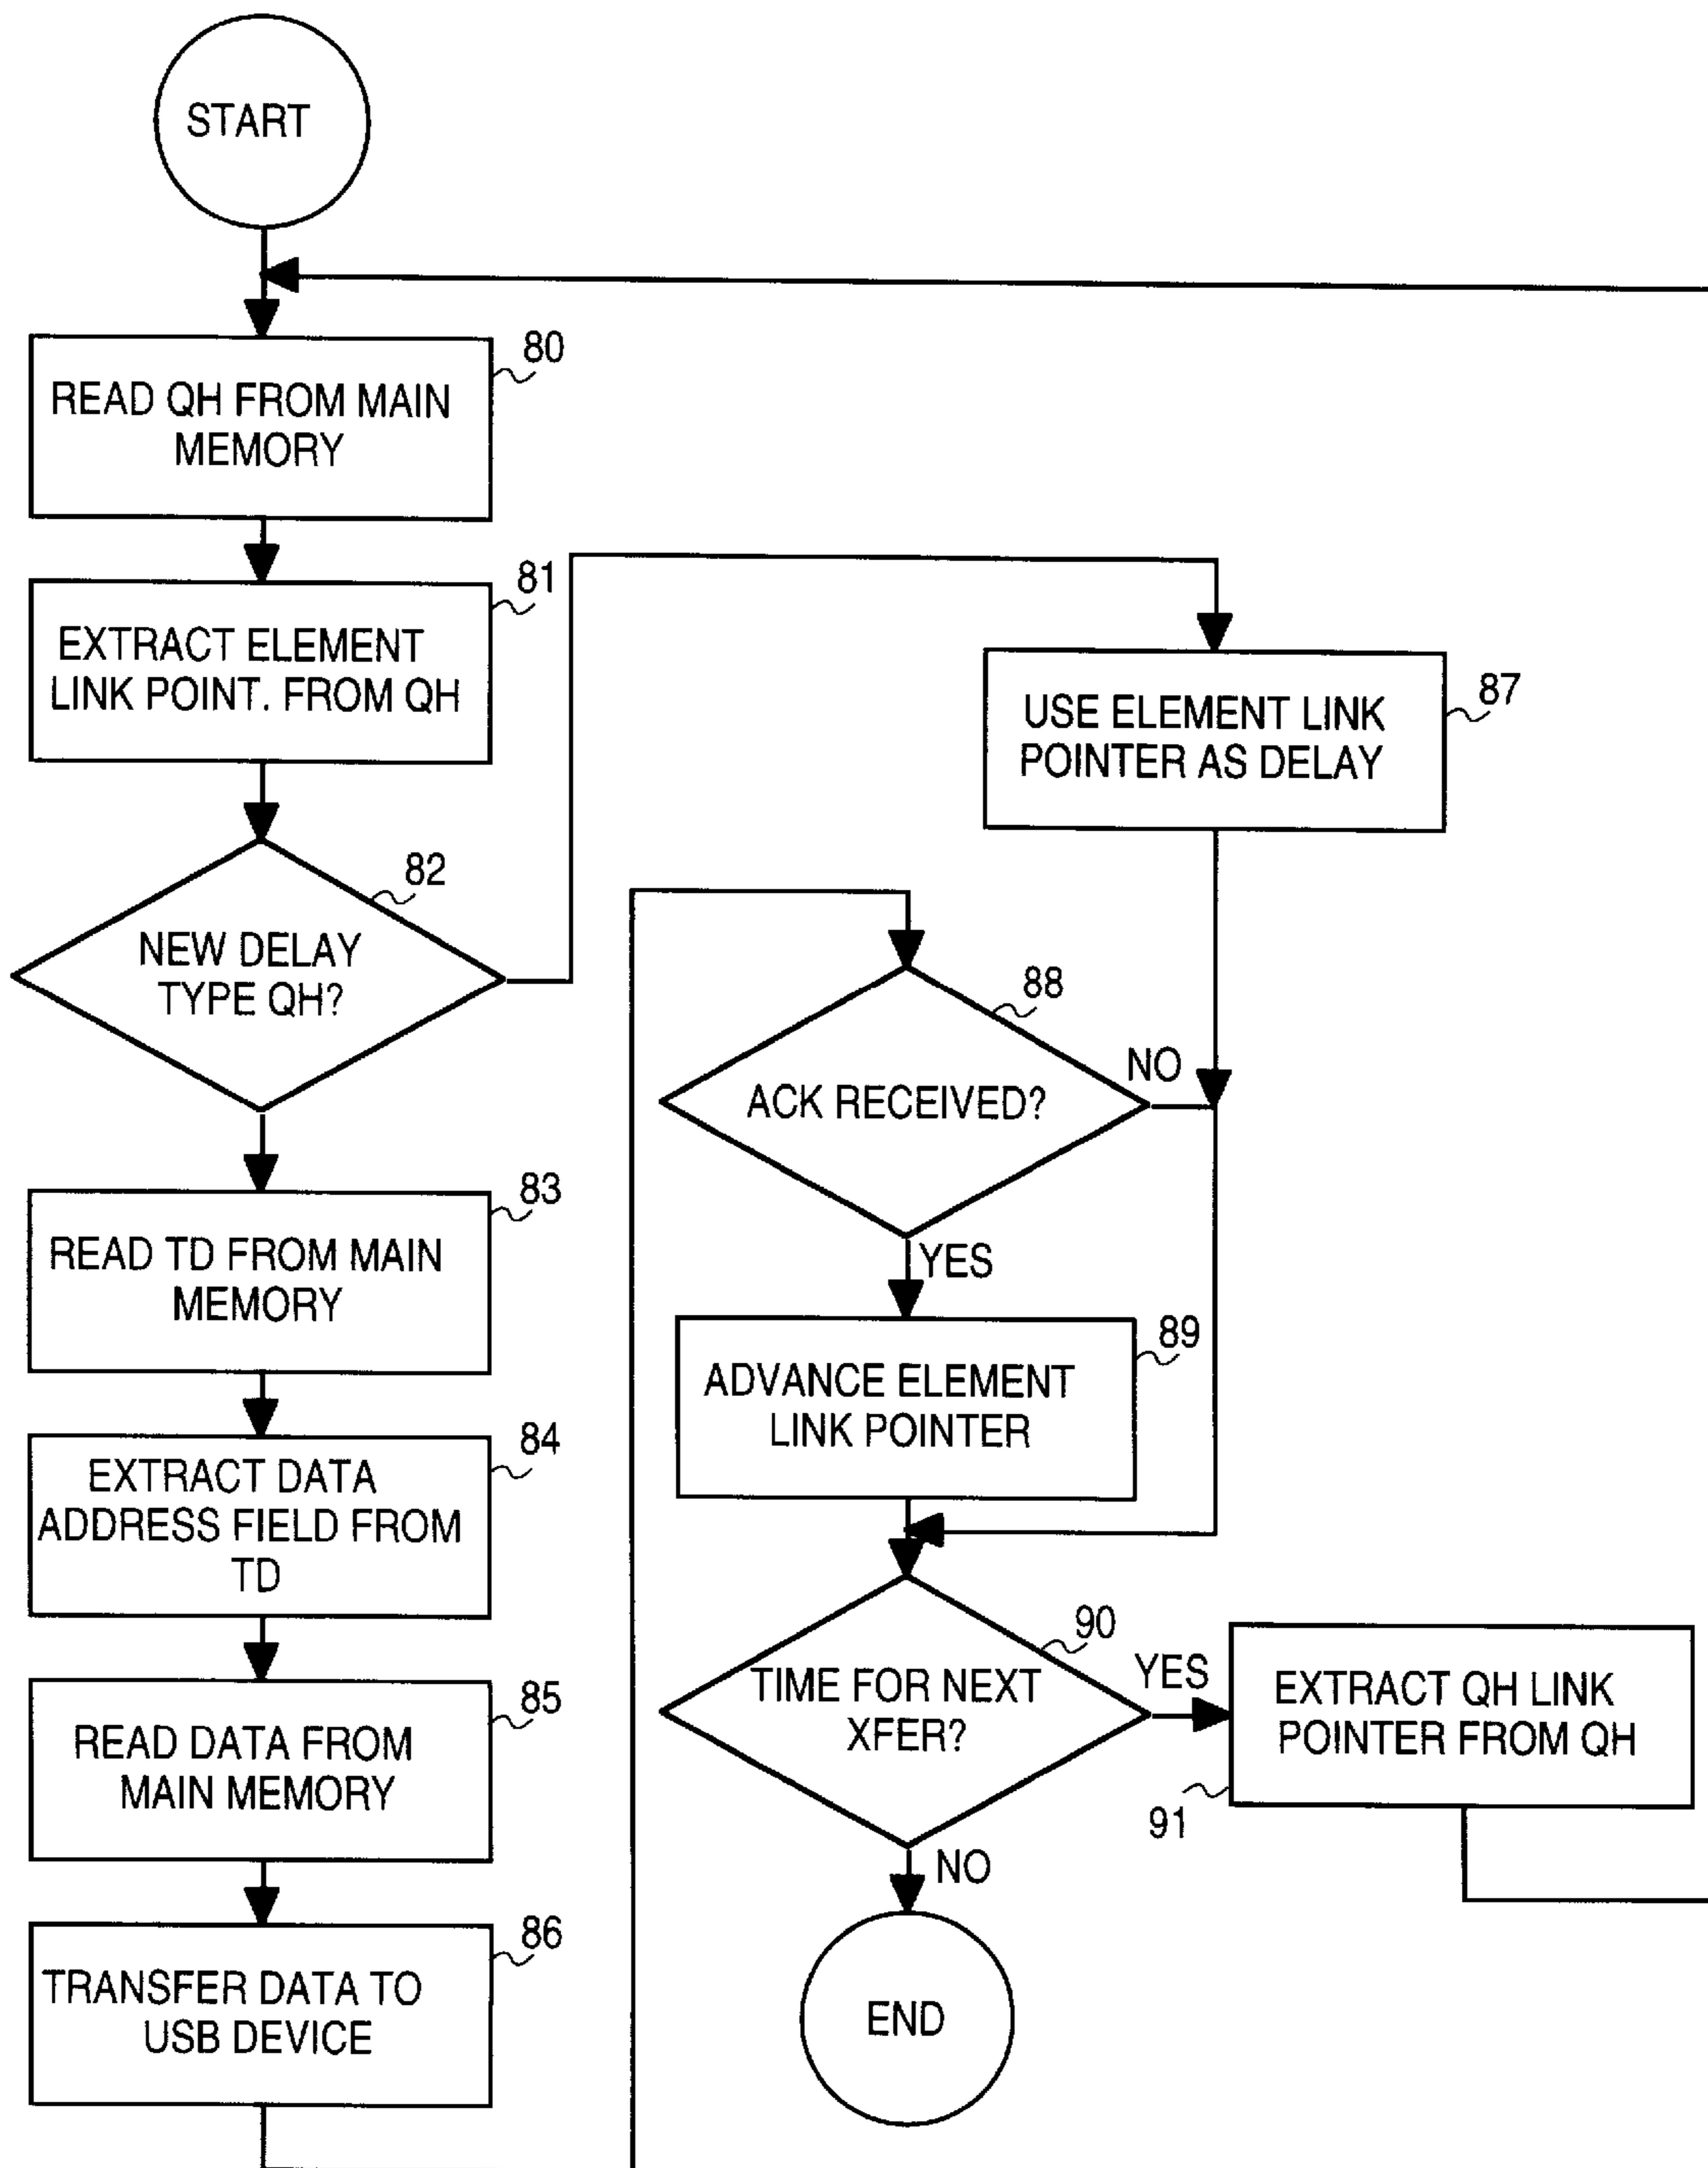 START
80
READ QH FROM MAIN
MEMORY
81
EXTRACT ELEMENT
LINK POINT. FROM QH
82
NEW DELAY
TYPE QH?
83
READ TD FROM MAIN
MEMORY
84
EXTRACT DATA
ADDRESS FIELD FROM
TD
85
READ DATA FROM
MAIN MEMORY
86
TRANSFER DATA TO
USB DEVICE
87
USE ELEMENT LINK
POINTER AS DELAY
88
ACK RECEIVED?
NO
YES
89
ADVANCE ELEMENT
LINK POINTER
90
TIME FOR NEXT
XFER?
YES
NO
EXTRACT QH LINK
POINTER FROM QH
91
END